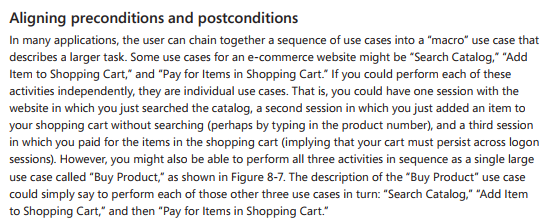 Aligning preconditions and postconditions
In many applications, the user can chain together a sequence of use cases into a “macro” use case that
describes a larger task. Some use cases for an e-commerce website might be “Search Catalog,” “Add
Item to Shopping Cart,” and “Pay for Items in Shopping Cart.” If you could perform each of these
activities independently, they are individual use cases. That is, you could have one session with the
website in which you just searched the catalog, a second session in which you just added an item to
your shopping cart without searching (perhaps by typing in the product number), and a third session
in which you paid for the items in the shopping cart (implying that your cart must persist across logon
sessions). However, you might also be able to perform all three activities in sequence as a single large
use case called “Buy Product,” as shown in Figure 8-7. The description of the “Buy Product” use case
could simply say to perform each of those other three use cases in turn: “Search Catalog,” “Add Item
to Shopping Cart,” and then “Pay for Items in Shopping Cart.”